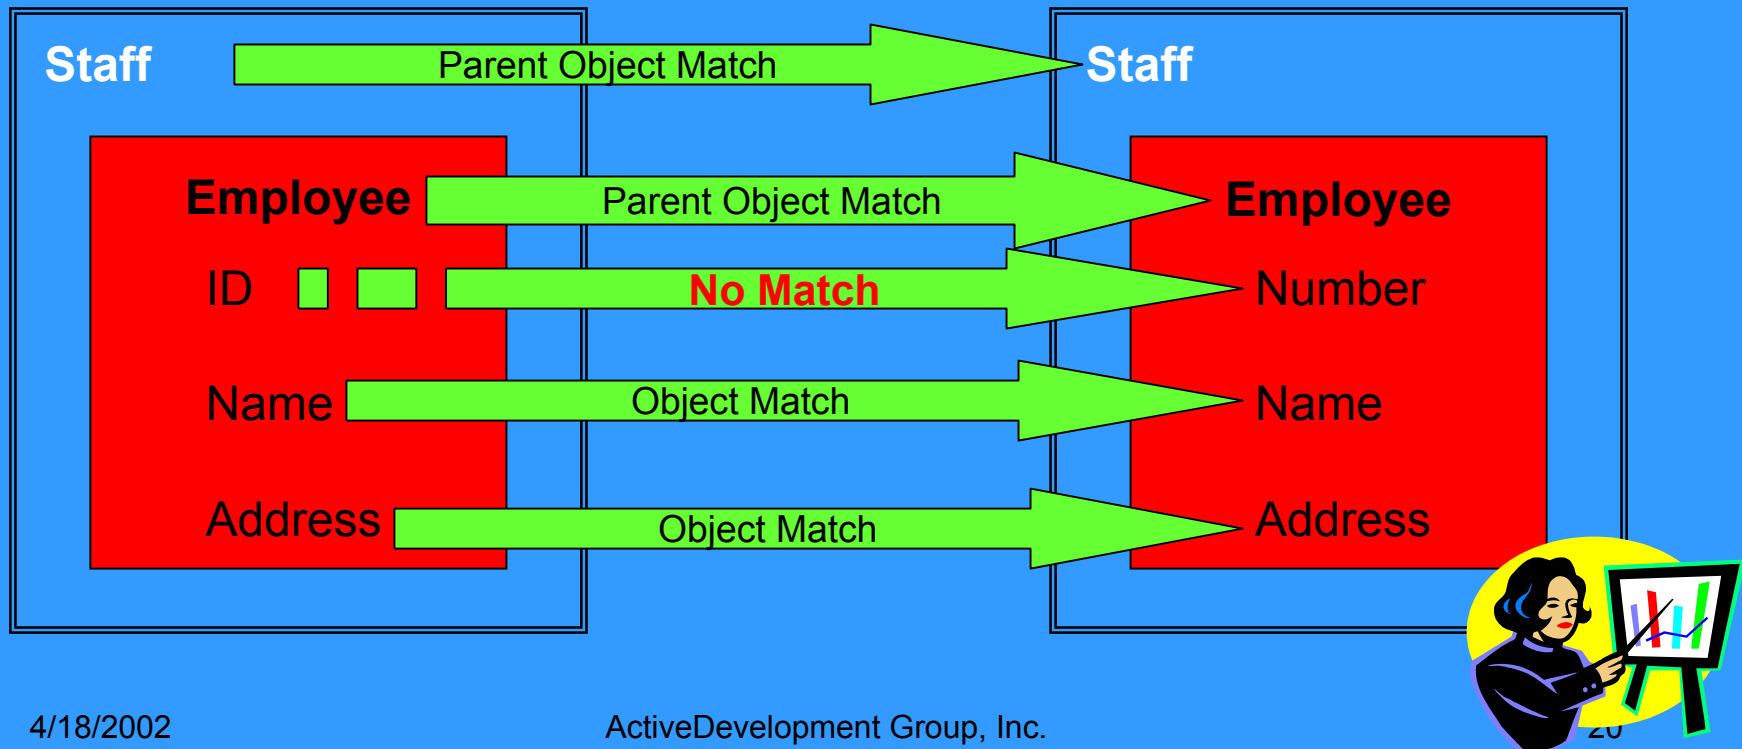 Staff Parent Object Match Staff
Employee Parent Object Match Employee
ID No Match Number
Name Object Match Name
Address Object Match Address
4/18/2002 ActiveDevelopment Group, Inc. 20